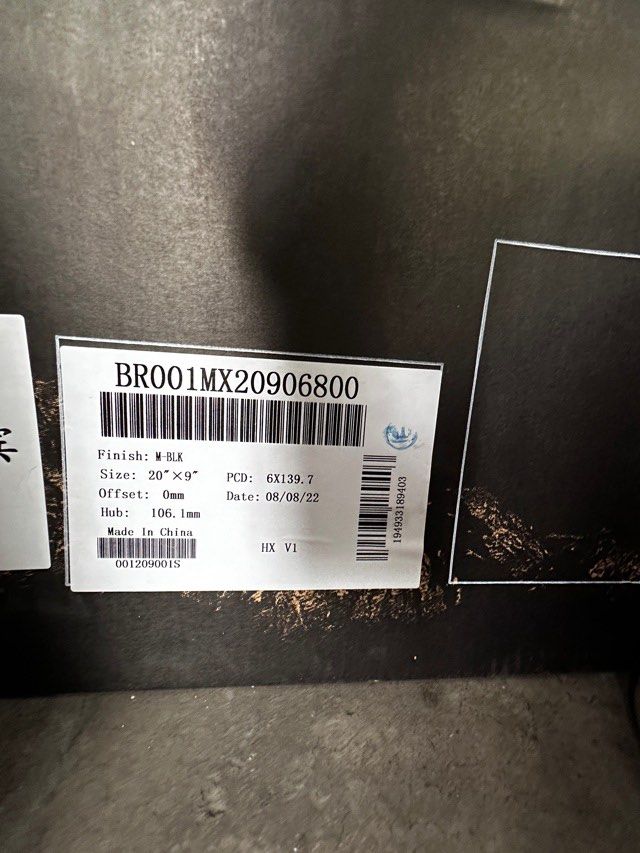 BR001MX20906800
Finish: M-BLK
Size: 20"×9" PCD: 6X139.7
Offset: 0mm Date: 08/08/22
Hub: 106.1mm
Made In China
001209001S
HX V1
194933189403